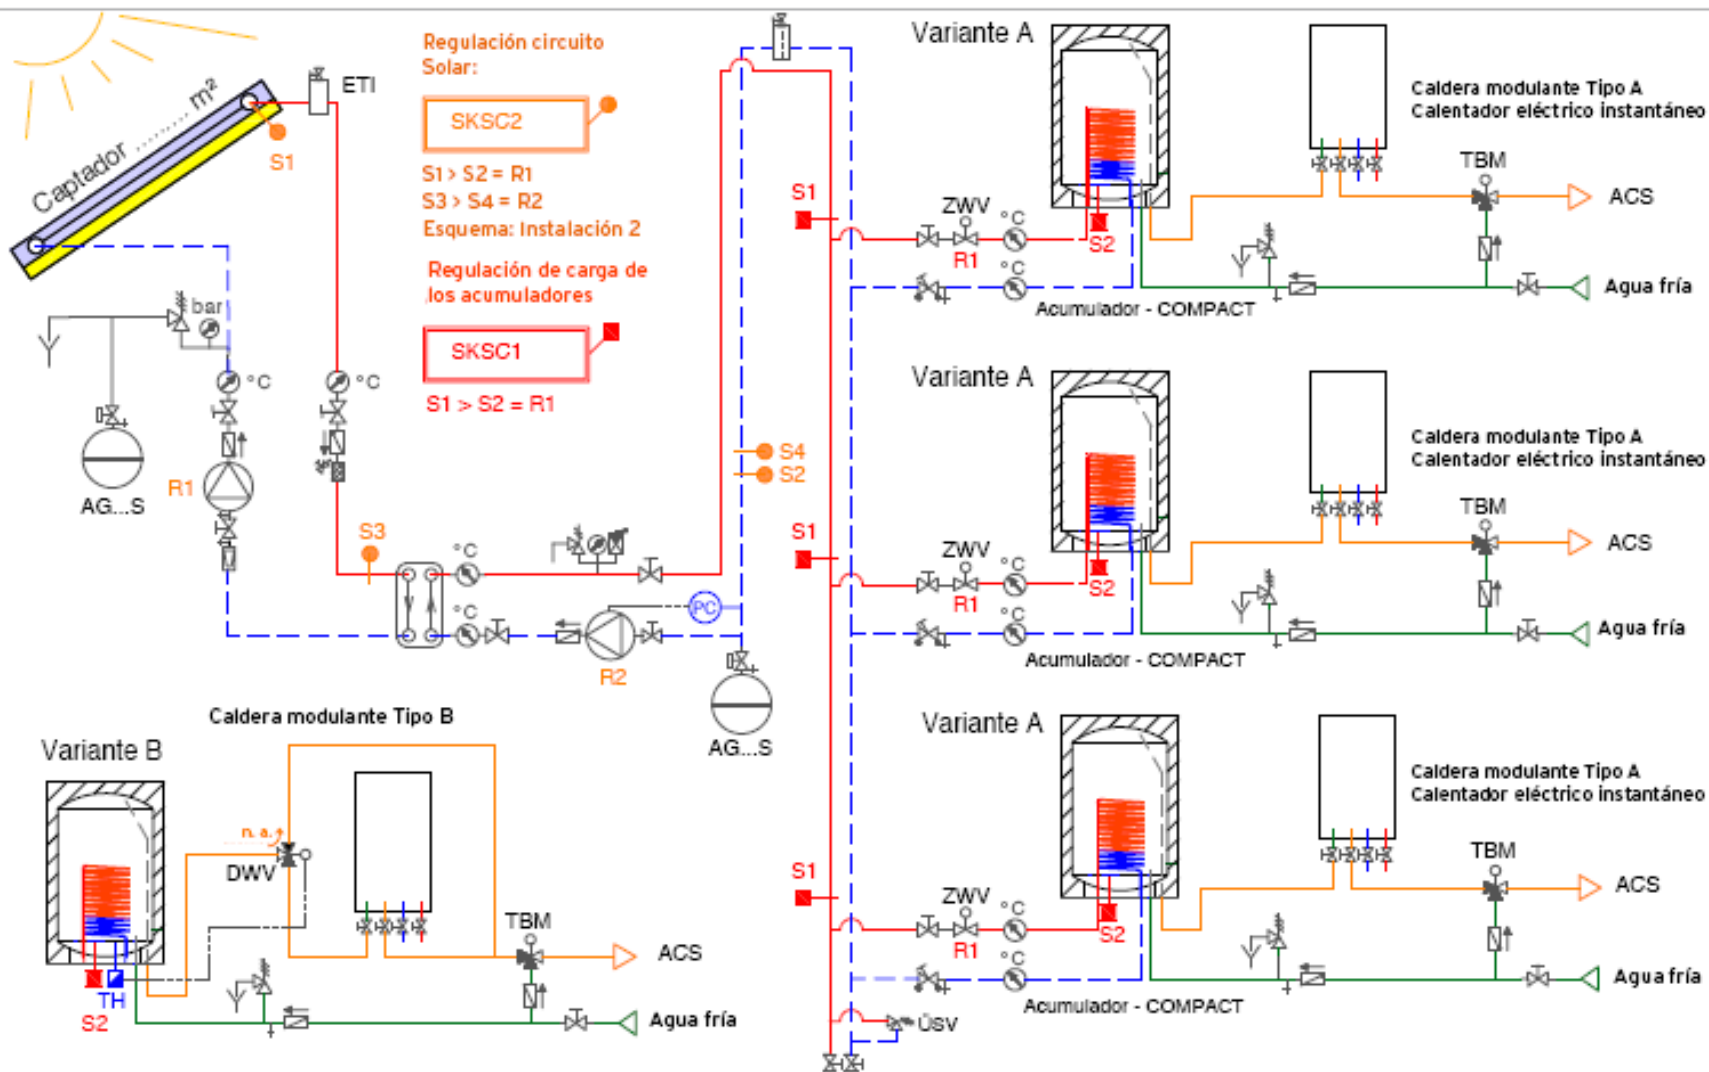 Captador ......... m²
S1
ETI
Regulación circuito
Solar:
SKSC2
S1 > S2 = R1
S3 > S4 = R2
Esquema: Instalación 2
Regulación de carga de
los acumuladores
SKSC1
S1 > S2 = R1
bar
°C
°C
AG...S
R1
S3
°C
°C
R2
PC
S4
S2
AG...S
Variante A
S1
ZWV
°C
R1
°C
S2
Acumulador - COMPACT
Caldera modulante Tipo A
Calentador eléctrico instantáneo
TBM
ACS
Agua fría
Variante A
S1
ZWV
°C
R1
°C
S2
Acumulador - COMPACT
Caldera modulante Tipo A
Calentador eléctrico instantáneo
TBM
ACS
Agua fría
Variante A
S1
ZWV
°C
R1
°C
S2
Acumulador - COMPACT
Caldera modulante Tipo A
Calentador eléctrico instantáneo
TBM
ACS
Agua fría
ÜSV
Caldera modulante Tipo B
Variante B
n. a.
DWV
TBM
ACS
TH
S2
Agua fría